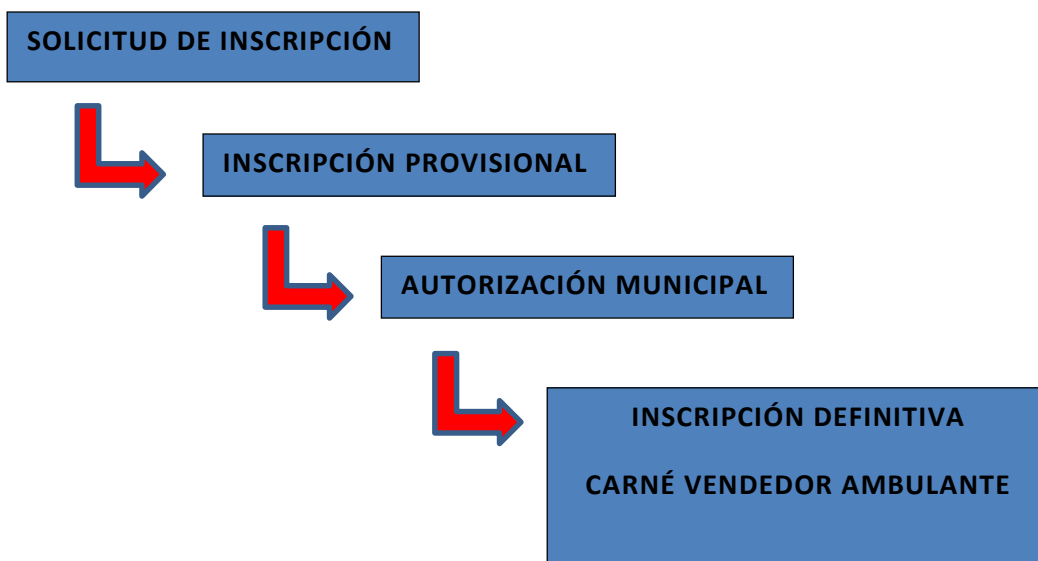 SOLICITUD DE INSCRIPCIÓN
INSCRIPCIÓN PROVISIONAL
AUTORIZACIÓN MUNICIPAL
INSCRIPCIÓN DEFINITIVA
CARNÉ VENDEDOR AMBULANTE